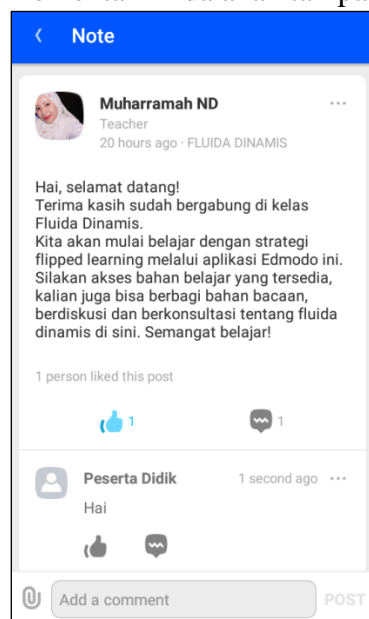 Note
Muharramah ND
Teacher
20 hours ago · FLUIDA DINAMIS
Hai, selamat datang!
Terima kasih sudah bergabung di kelas
Fluida Dinamis.
Kita akan mulai belajar dengan strategi
flipped learning melalui aplikasi Edmodo ini.
Silakan akses bahan belajar yang tersedia,
kalian juga bisa berbagi bahan bacaan,
berdiskusi dan berkonsultasi tentang fluida
dinamis di sini. Semangat belajar!
1 person liked this post
1 1
Peserta Didik 1 second ago
Hai
Add a comment POST